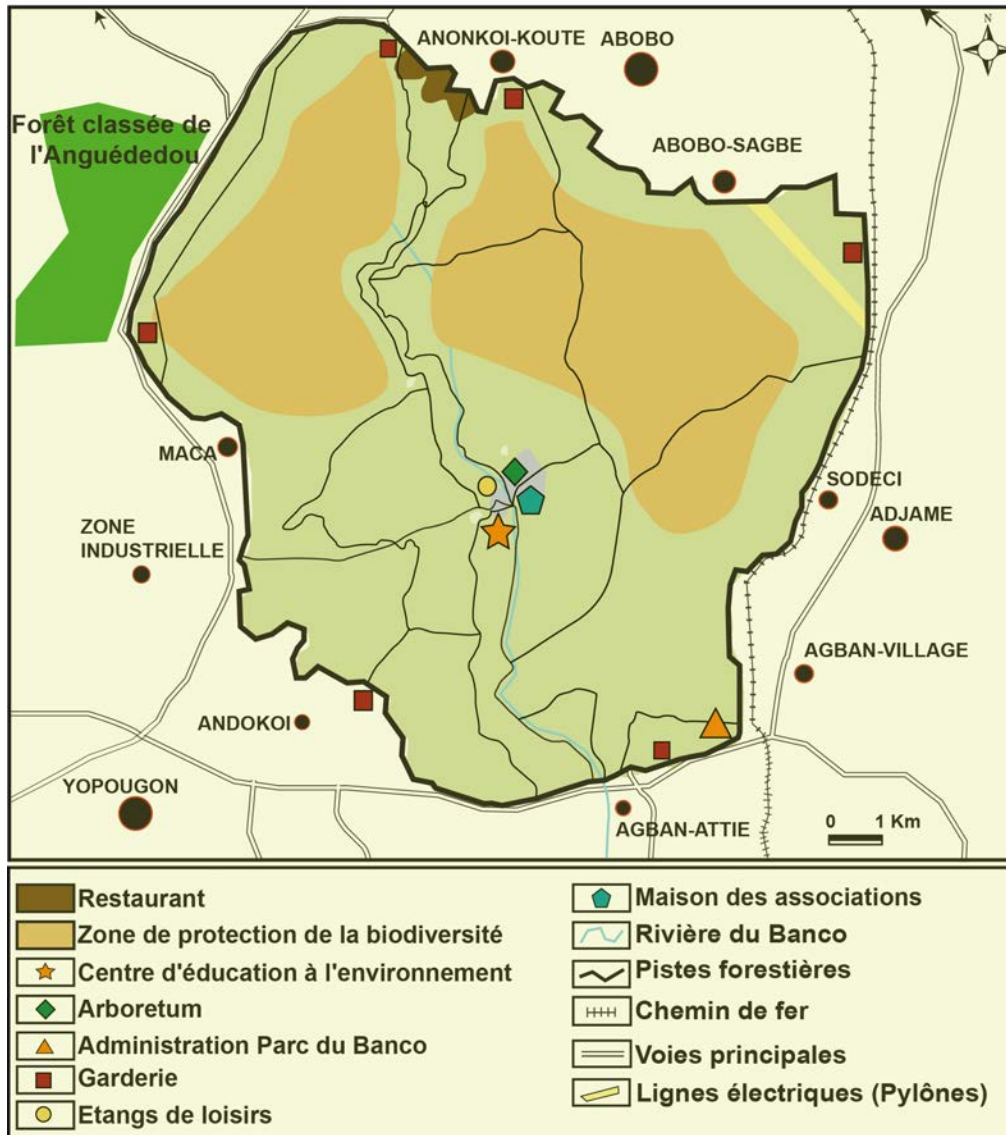 N
ANONKOI-KOUTE
ABOBO
Forêt classée de
l'Anguédedou
ABOBO-SAGBE
MACA
SODECI
ZONE
INDUSTRIELLE
ADJAME
AGBAN-VILLAGE
ANDOKOI
YOPOUGON
AGBAN-ATTIE
0 1 Km
Restaurant
Zone de protection de la biodiversité
Centre d'éducation à l'environnement
Arboretum
Administration Parc du Banco
Garderie
Etangs de loisirs
Maison des associations
Rivière du Banco
Pistes forestières
Chemin de fer
Voies principales
Lignes électriques (Pylônes)